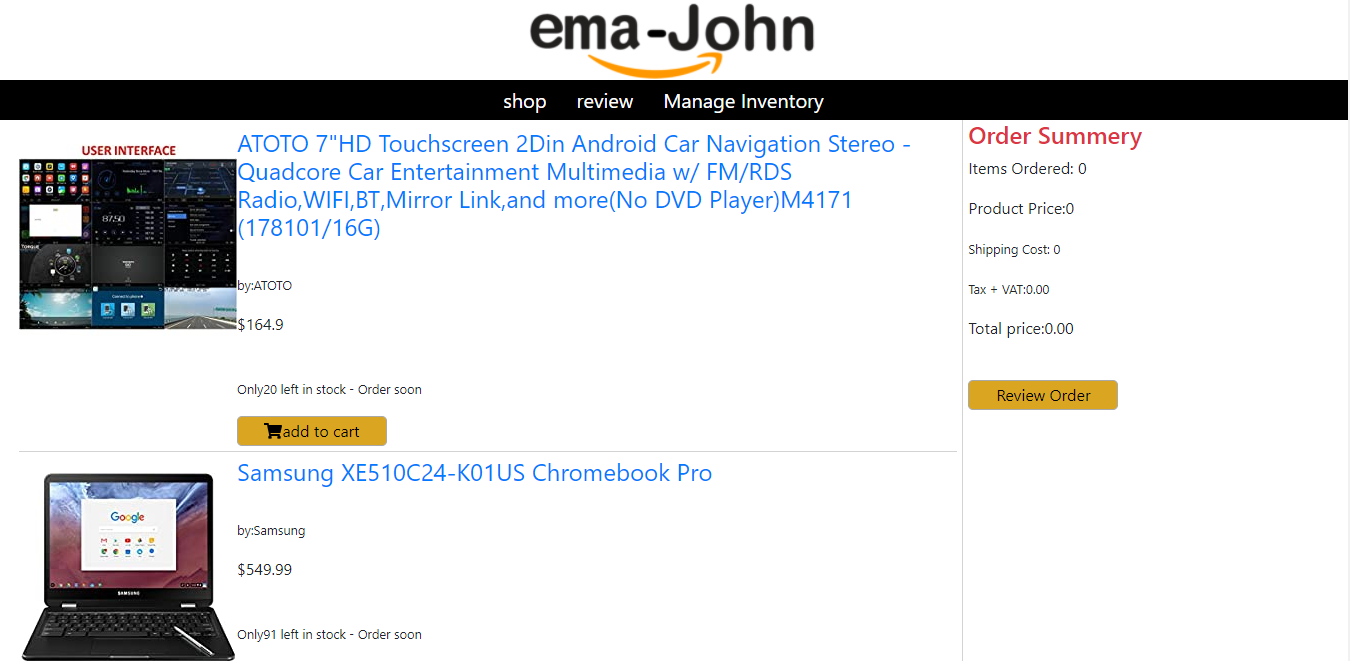 ema-John
shop review Manage Inventory
USER INTERFACE
87.50
TORQUE
ATOTO 7"HD Touchscreen 2Din Android Car Navigation Stereo -
Quadcore Car Entertainment Multimedia w/ FM/RDS
Radio,WIFI,BT,Mirror Link,and more(No DVD Player)M4171
(178101/16G)
by:ATOTO
$164.9
Only20 left in stock - Order soon
add to cart
Google
SAMSUNG
Samsung XE510C24-K01US Chromebook Pro
by:Samsung
$549.99
Only91 left in stock - Order soon
Order Summery
Items Ordered: 0
Product Price:0
Shipping Cost: 0
Tax + VAT:0.00
Total price:0.00
Review Order